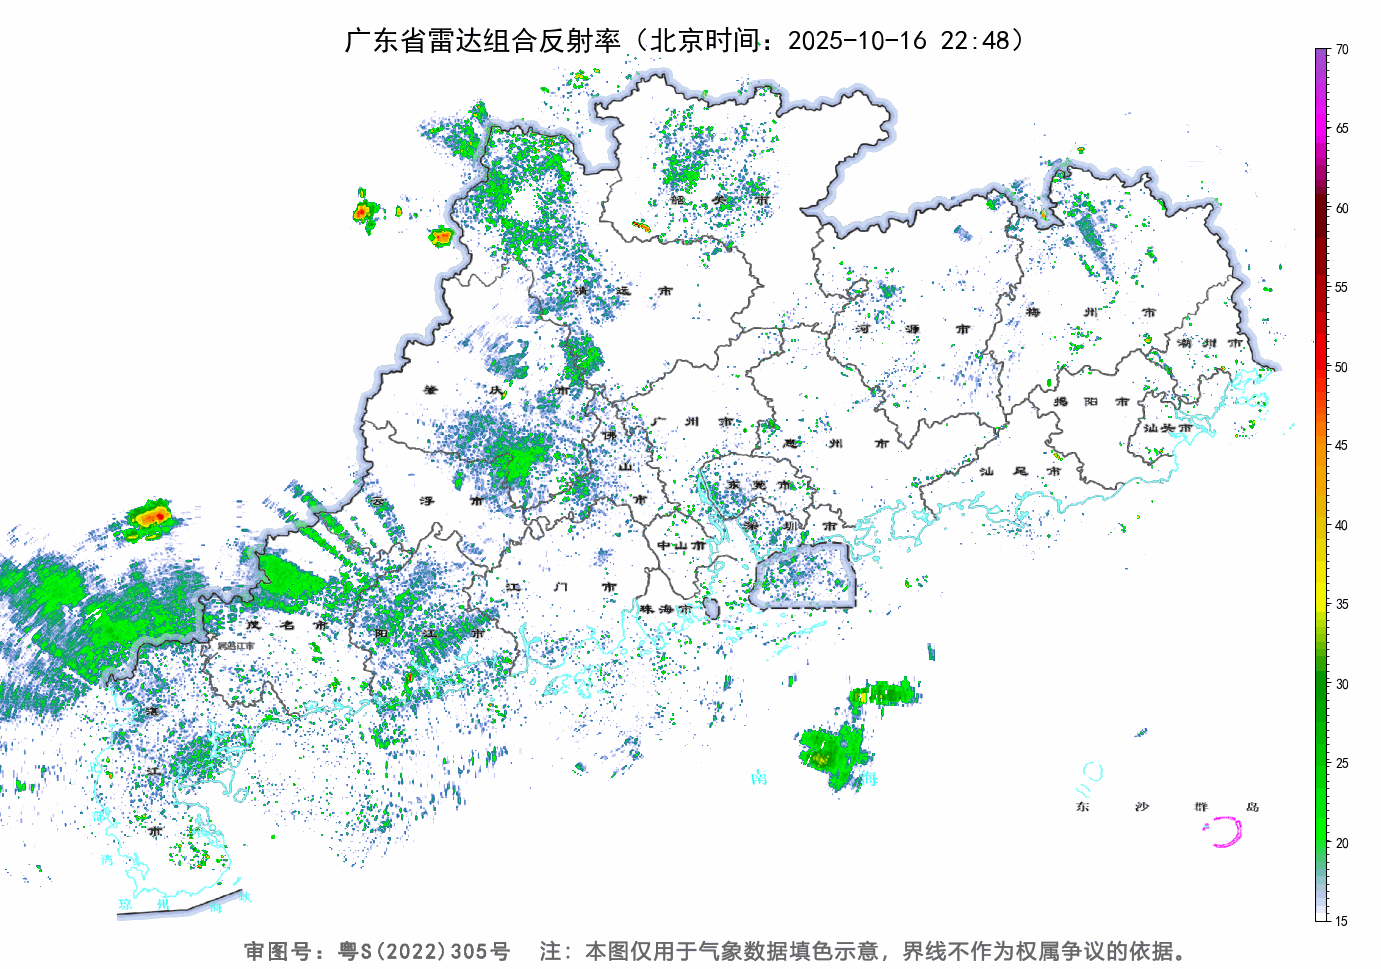 广东省雷达组合反射率（北京时间：2025-10-16 22:48）
70
65
60
55
50
45
40
35
30
25
20
15
韶 关 市
清 远 市
河 源 市
梅 州 市
潮 州 市
肇 庆 市
广 州 市
佛 山 市
惠 州 市
揭 阳 市
汕头市
汕 尾 市
东 莞 市
云 浮 市
深 圳 市
中山市
江 门 市
珠海市
茂 名 市
阳 江 市
湛 江 市
南 海
东 沙 群 岛
湾
琼 州 海 峡
审图号：粤S(2022)305号 注：本图仅用于气象数据填色示意，界线不作为权属争议的依据。